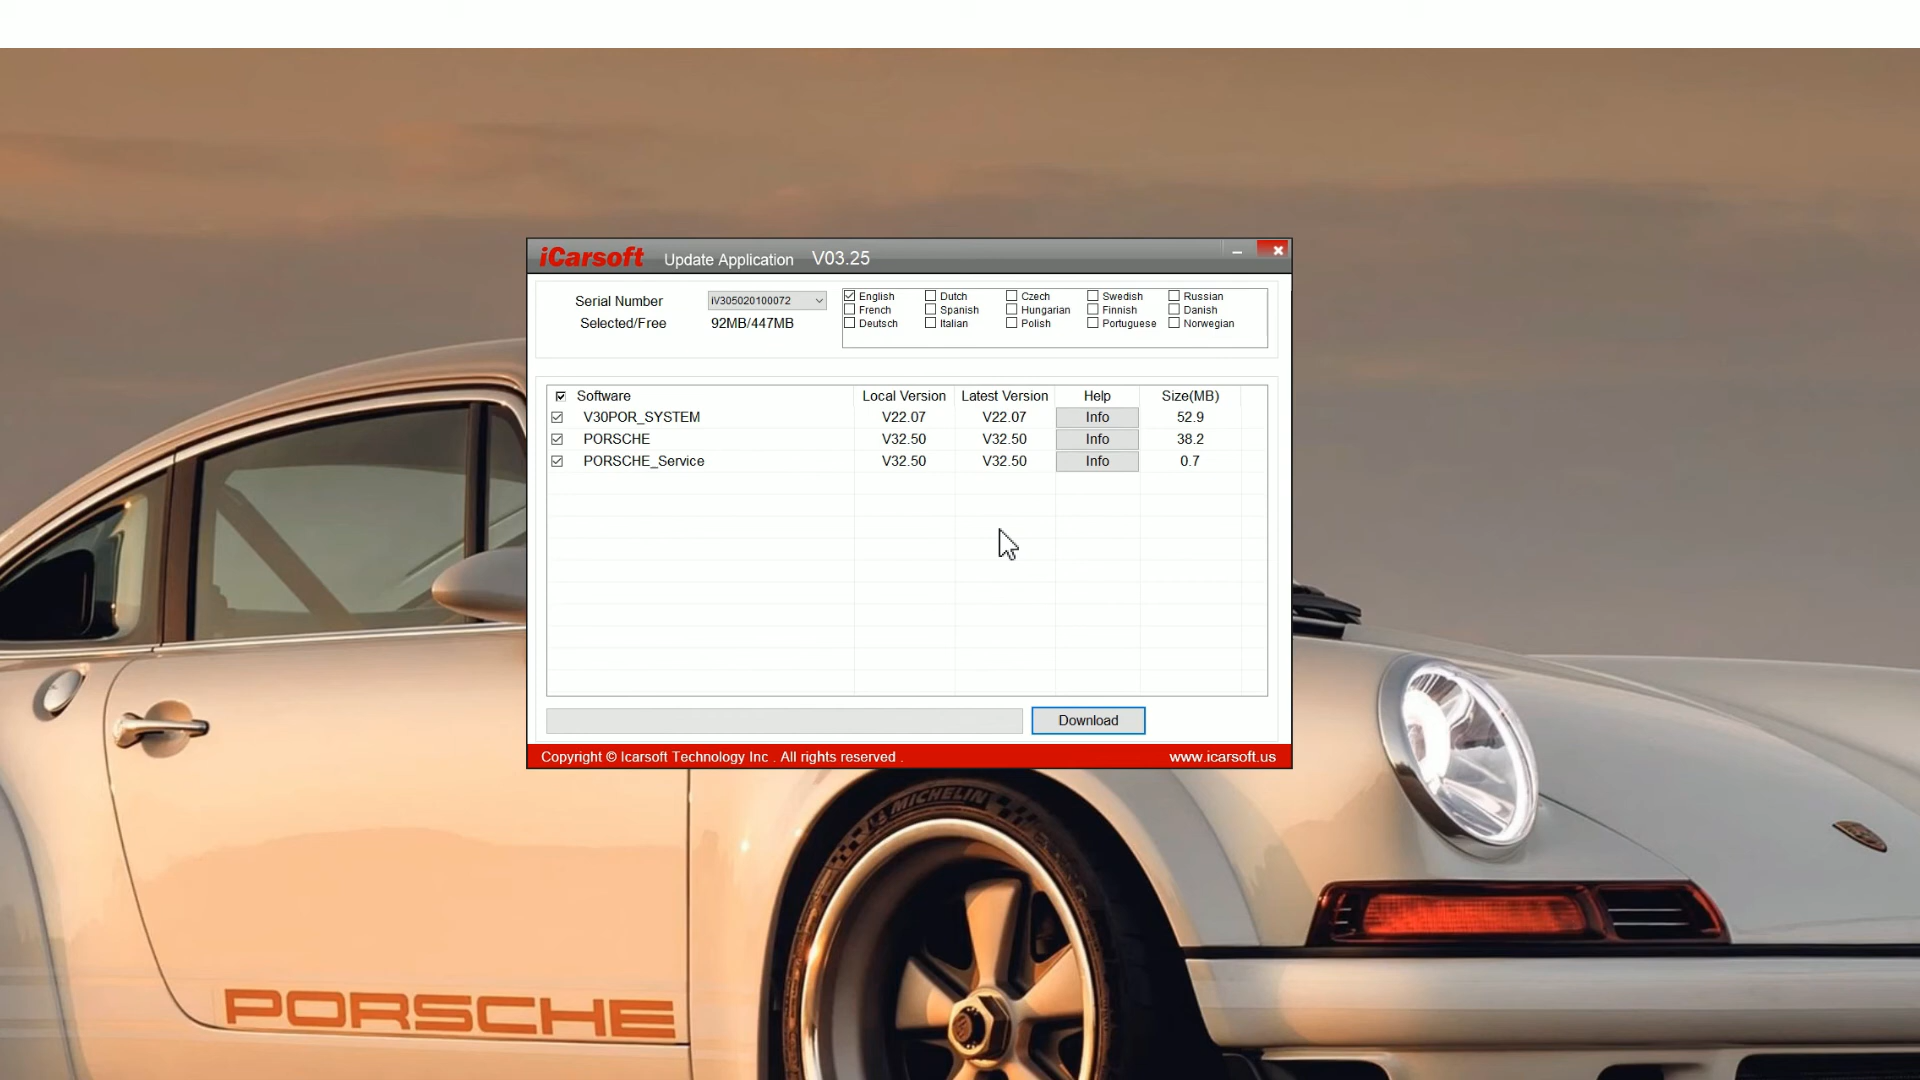 iCarsoft Update Application V03.25
Serial Number iV305020100072
Selected/Free 92MB/447MB
English Dutch Czech Swedish Russian
French Spanish Hungarian Finnish Danish
Deutsch Italian Polish Portuguese Norwegian
Software Local Version Latest Version Help Size(MB)
V30POR_SYSTEM V22.07 V22.07 Info 52.9
PORSCHE V32.50 V32.50 Info 38.2
PORSCHE_Service V32.50 V32.50 Info 0.7
Download
Copyright © Icarsoft Technology Inc . All rights reserved . www.icarsoft.us
MICHELIN
PORSCHE